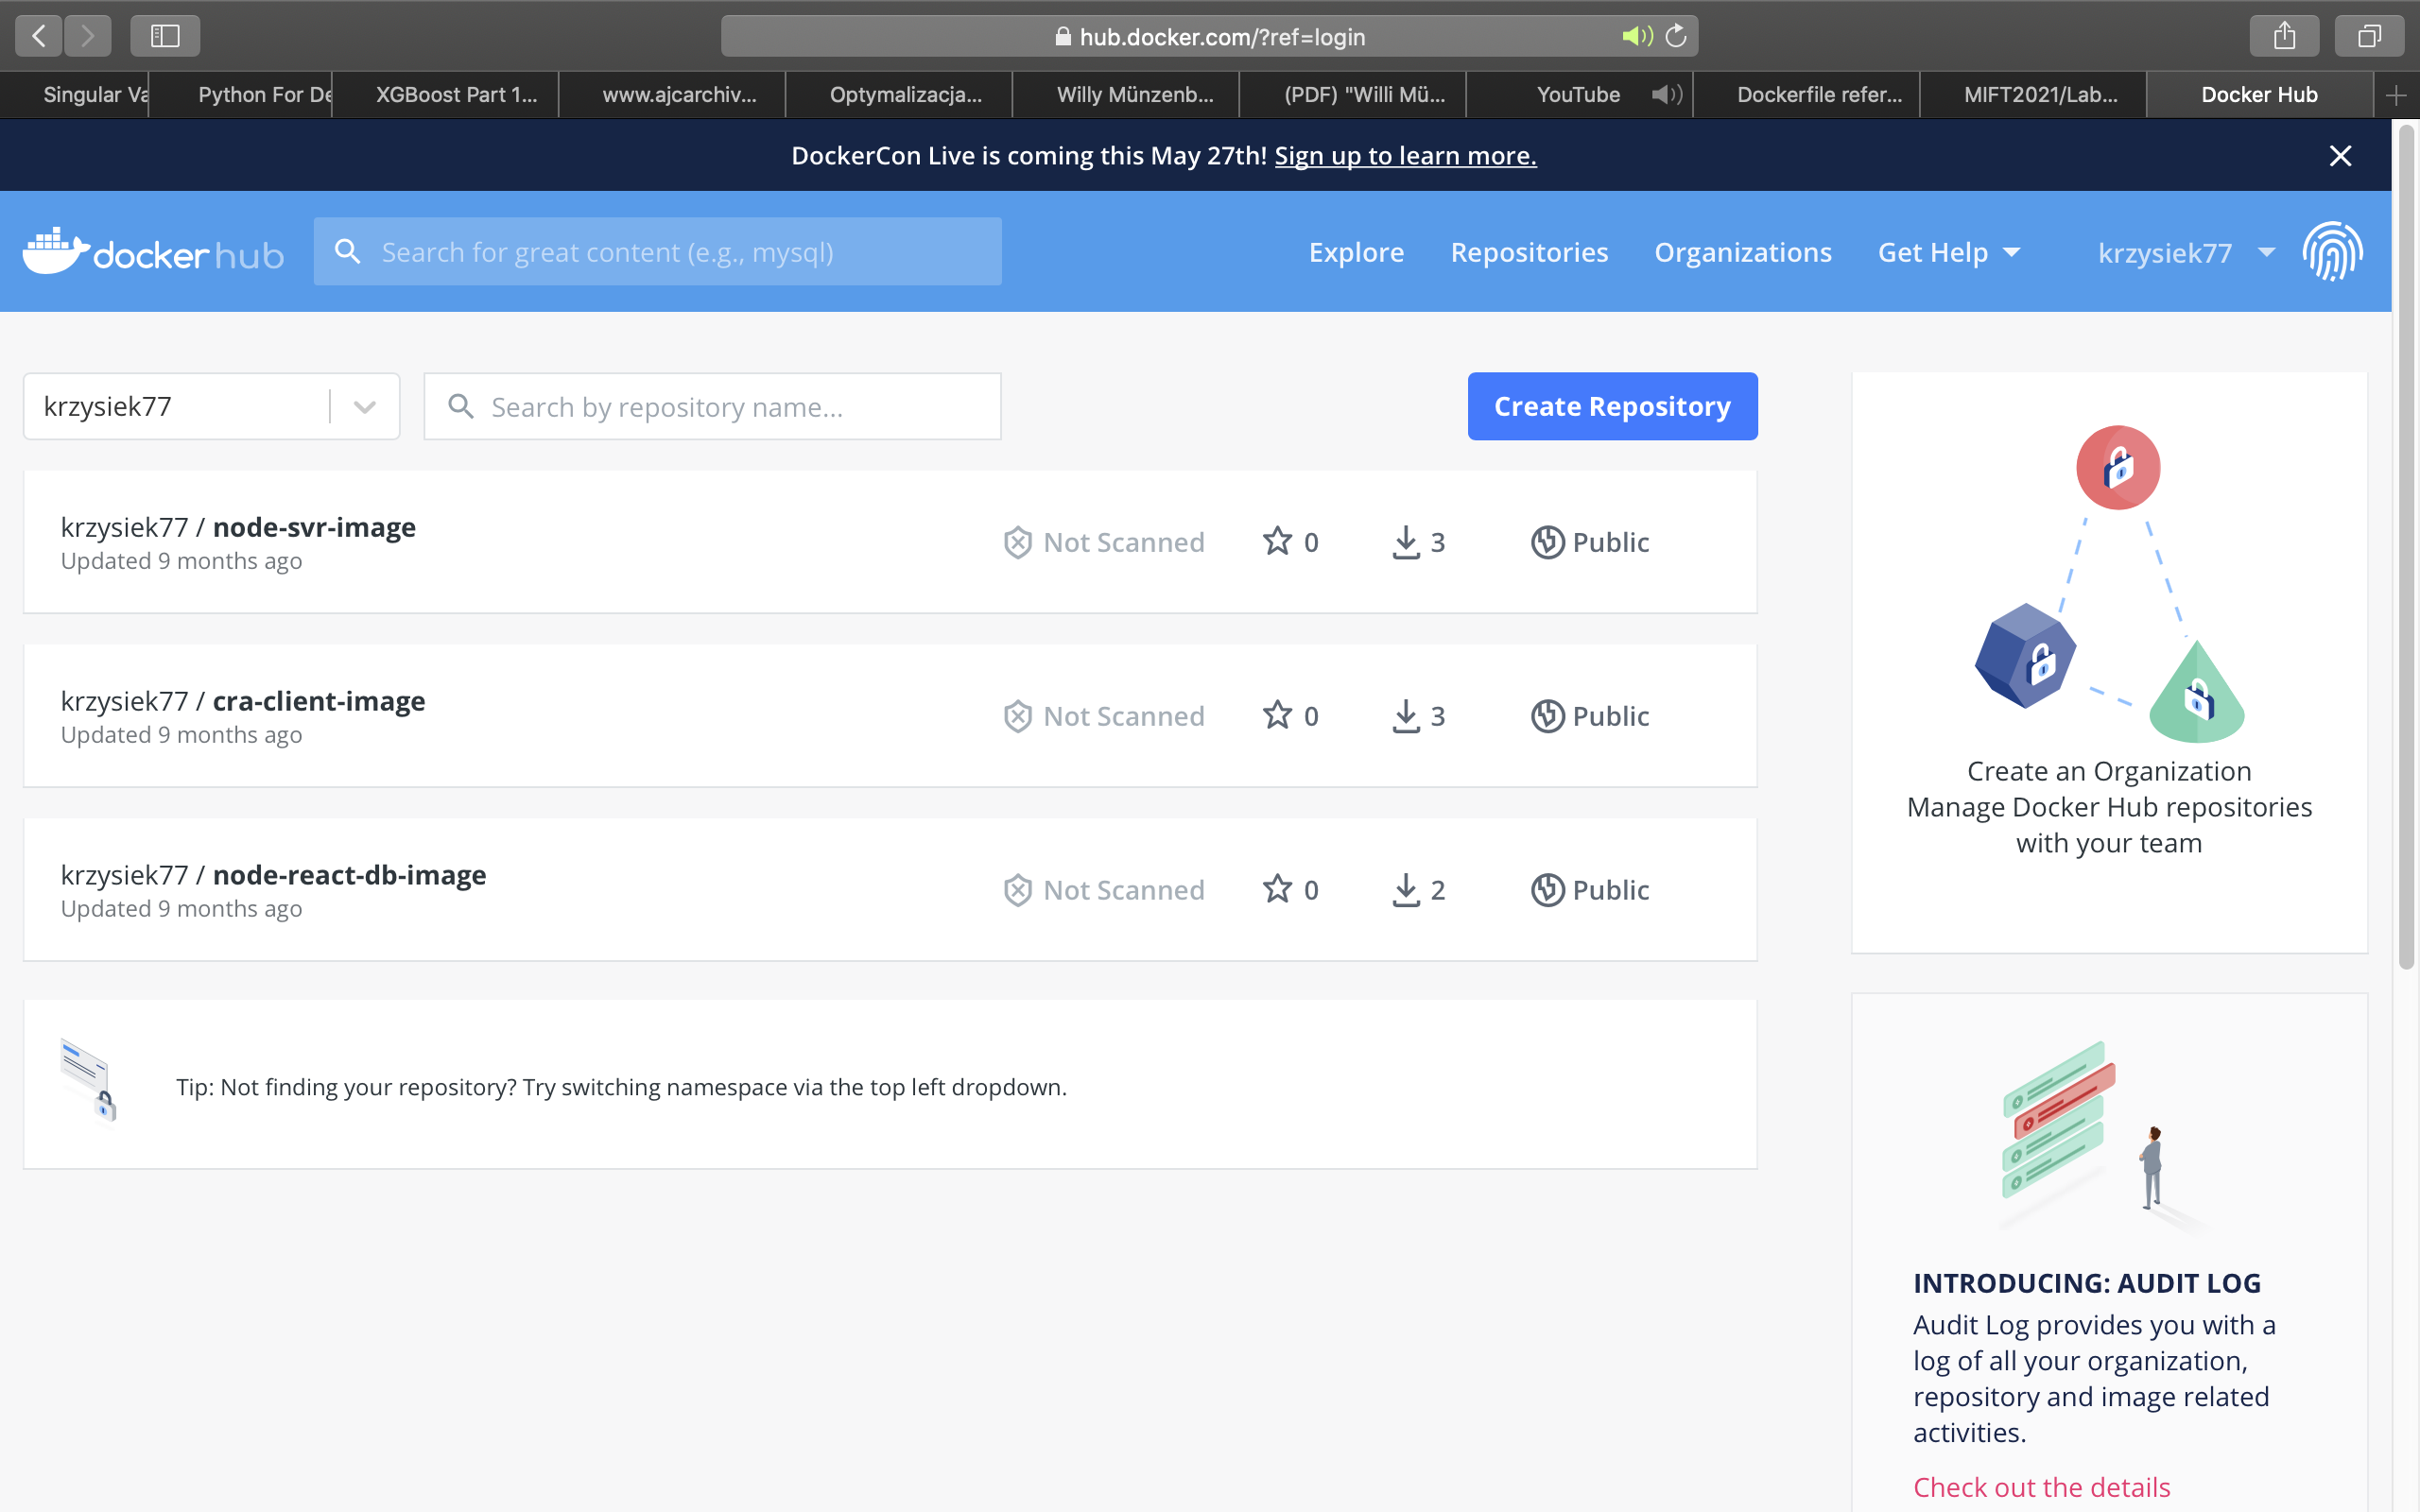 hub.docker.com/?ref=login
Singular Va
Python For De
XGBoost Part 1...
www.ajcarchiv...
Optymalizacja...
Willy Münzenb...
(PDF) "Willi Mü...
YouTube
Dockerfile refer...
MIFT2021/Lab...
Docker Hub
DockerCon Live is coming this May 27th! Sign up to learn more.
docker hub
Search for great content (e.g., mysql)
Explore
Repositories
Organizations
Get Help
krzysiek77
krzysiek77
Search by repository name...
Create Repository
krzysiek77 / node-svr-image
Updated 9 months ago
Not Scanned
0
3
Public
krzysiek77 / cra-client-image
Updated 9 months ago
Not Scanned
0
3
Public
krzysiek77 / node-react-db-image
Updated 9 months ago
Not Scanned
0
2
Public
Tip: Not finding your repository? Try switching namespace via the top left dropdown.
Create an Organization
Manage Docker Hub repositories
with your team
INTRODUCING: AUDIT LOG
Audit Log provides you with a
log of all your organization,
repository and image related
activities.
Check out the details